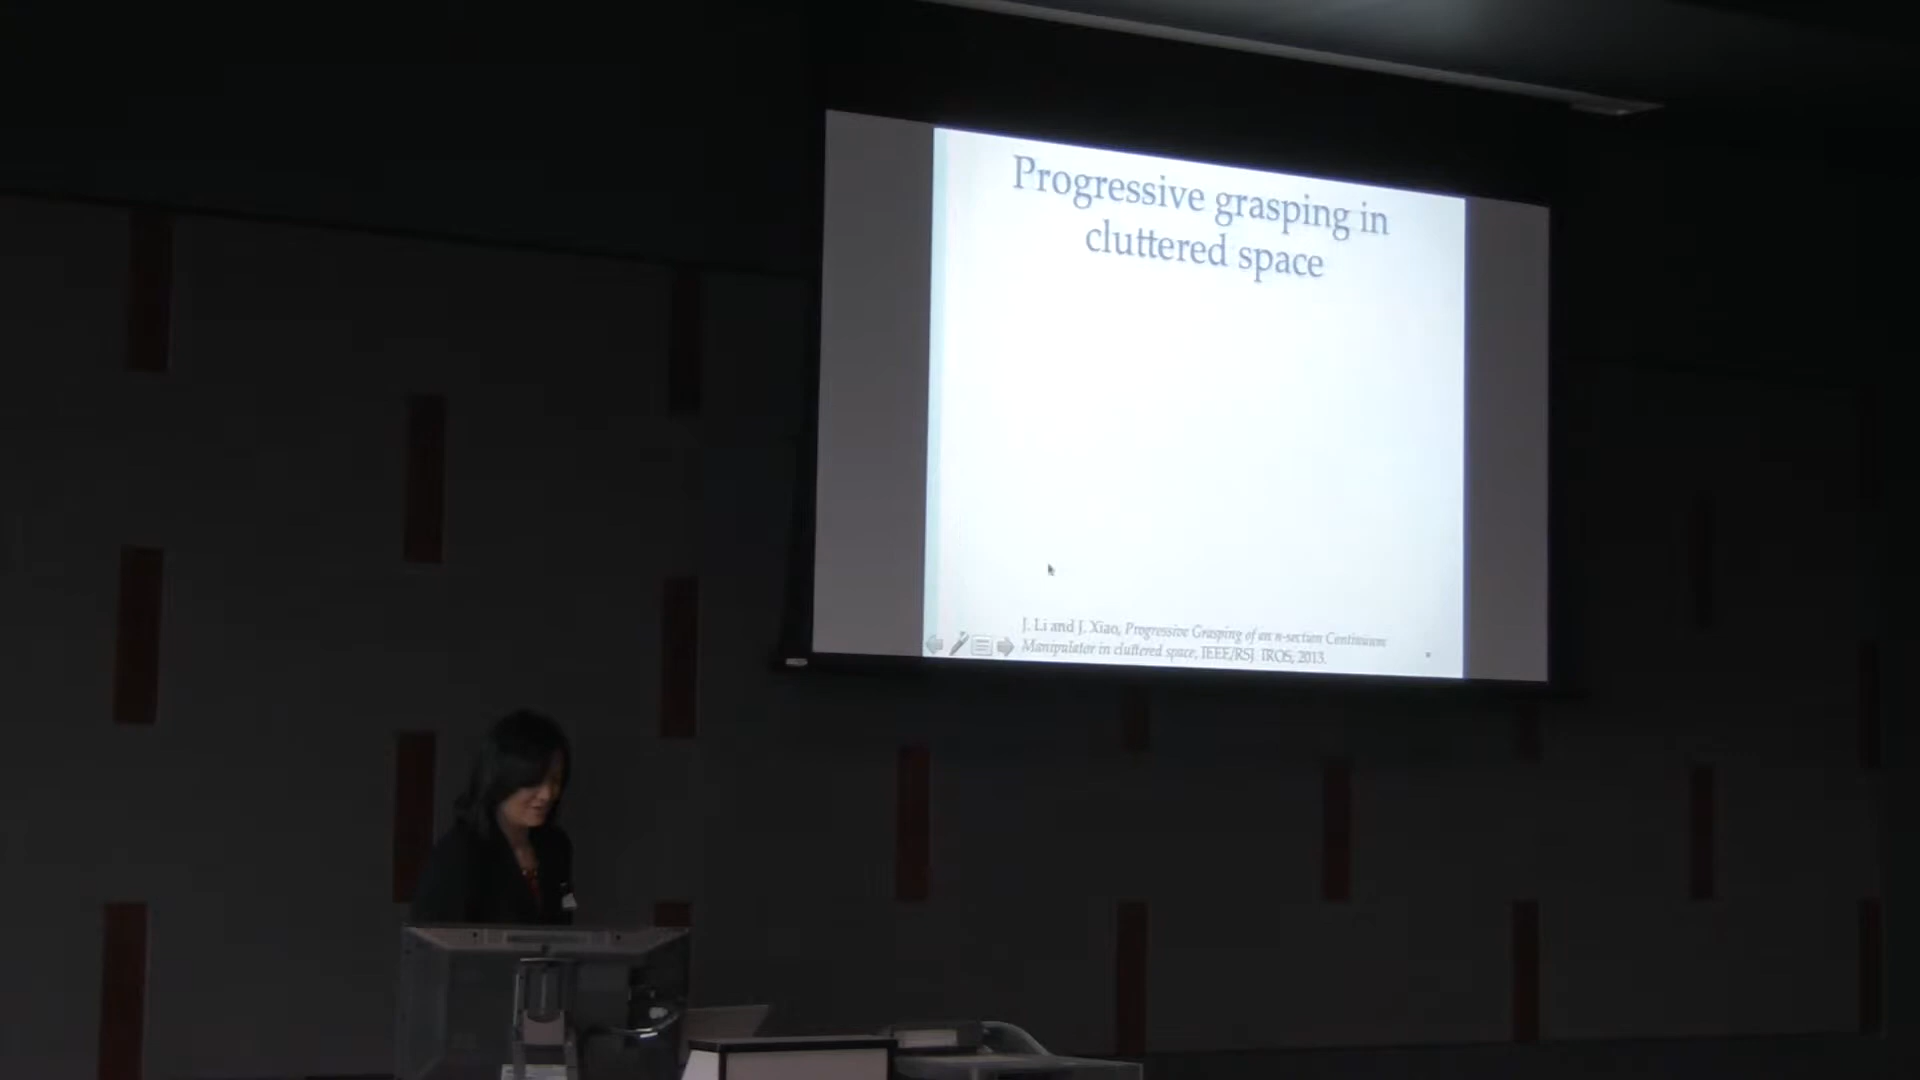 Progressive grasping in
cluttered space
J. Li and J. Xiao, Progressive Grasping of an n-section Continuum
Manipulator in cluttered space, IEEE/RSJ IROS, 2013.